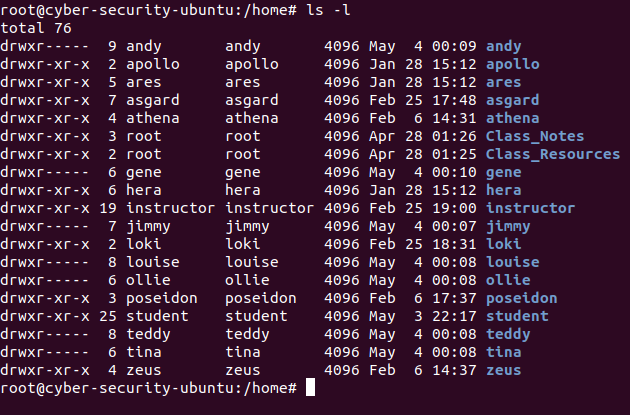 root@cyber-security-ubuntu:/home# ls -l
total 76
drwxr-----  9 andy       andy       4096 May  4 00:09 andy
drwxr-xr-x  2 apollo     apollo     4096 Jan 28 15:12 apollo
drwxr-xr-x  5 ares       ares       4096 Jan 28 15:12 ares
drwxr-xr-x  7 asgard     asgard     4096 Feb 25 17:48 asgard
drwxr-xr-x  4 athena     athena     4096 Feb  6 14:31 athena
drwxr-xr-x  3 root       root       4096 Apr 28 01:26 Class_Notes
drwxr-xr-x  2 root       root       4096 Apr 28 01:25 Class_Resources
drwxr-----  6 gene       gene       4096 May  4 00:10 gene
drwxr-xr-x  6 hera       hera       4096 Jan 28 15:12 hera
drwxr-xr-x 19 instructor instructor 4096 Feb 25 19:00 instructor
drwxr-----  7 jimmy      jimmy      4096 May  4 00:07 jimmy
drwxr-xr-x  2 loki       loki       4096 Feb 25 18:31 loki
drwxr-----  8 louise     louise     4096 May  4 00:08 louise
drwxr-----  6 ollie      ollie      4096 May  4 00:08 ollie
drwxr-xr-x  3 poseidon   poseidon   4096 Feb  6 17:37 poseidon
drwxr-xr-x 25 student    student    4096 May  3 22:17 student
drwxr-----  8 teddy      teddy      4096 May  4 00:08 teddy
drwxr-----  6 tina       tina       4096 May  4 00:08 tina
drwxr-xr-x  4 zeus       zeus       4096 Feb  6 14:37 zeus
root@cyber-security-ubuntu:/home#